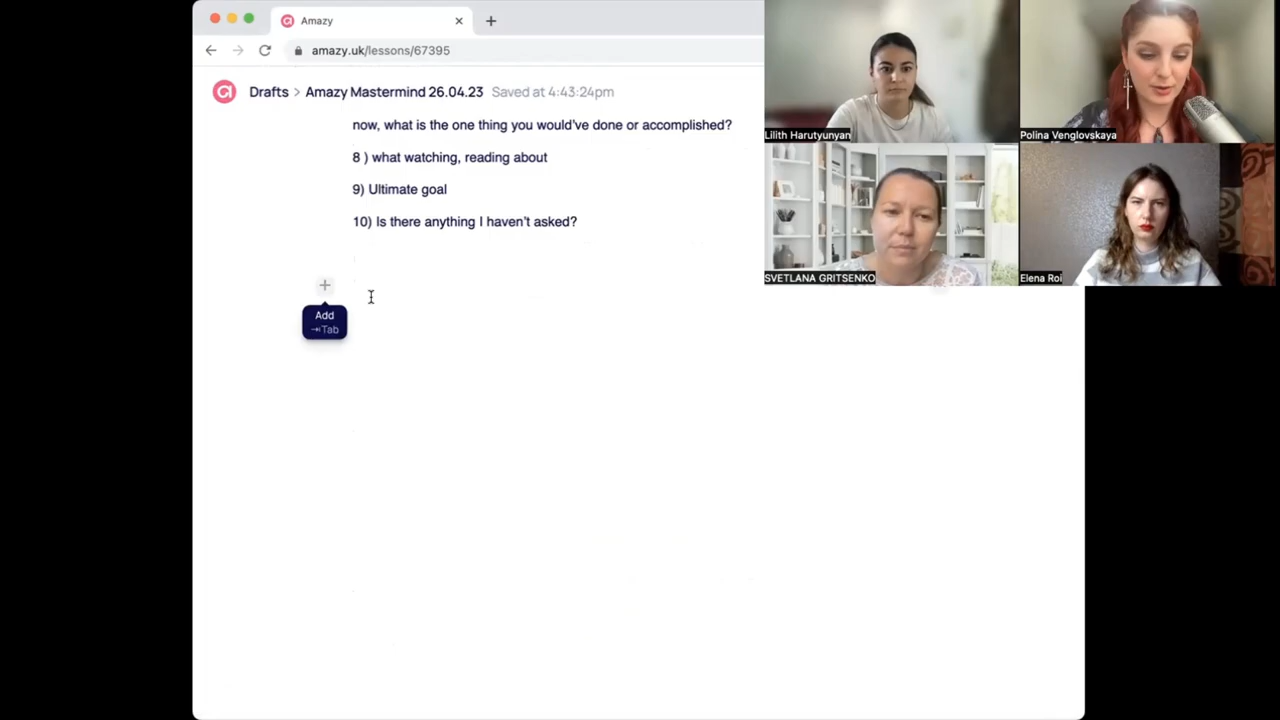 Amazy
amazy.uk/lessons/67395
Drafts > Amazy Mastermind 26.04.23 Saved at 4:43:24pm
now, what is the one thing you would've done or accomplished?
8 ) what watching, reading about
9) Ultimate goal
10) Is there anything I haven't asked?
Add
Tab
Lilith Harutyunyan
Polina Venglovskaya
SVETLANA GRITSENKO
Elena Roi